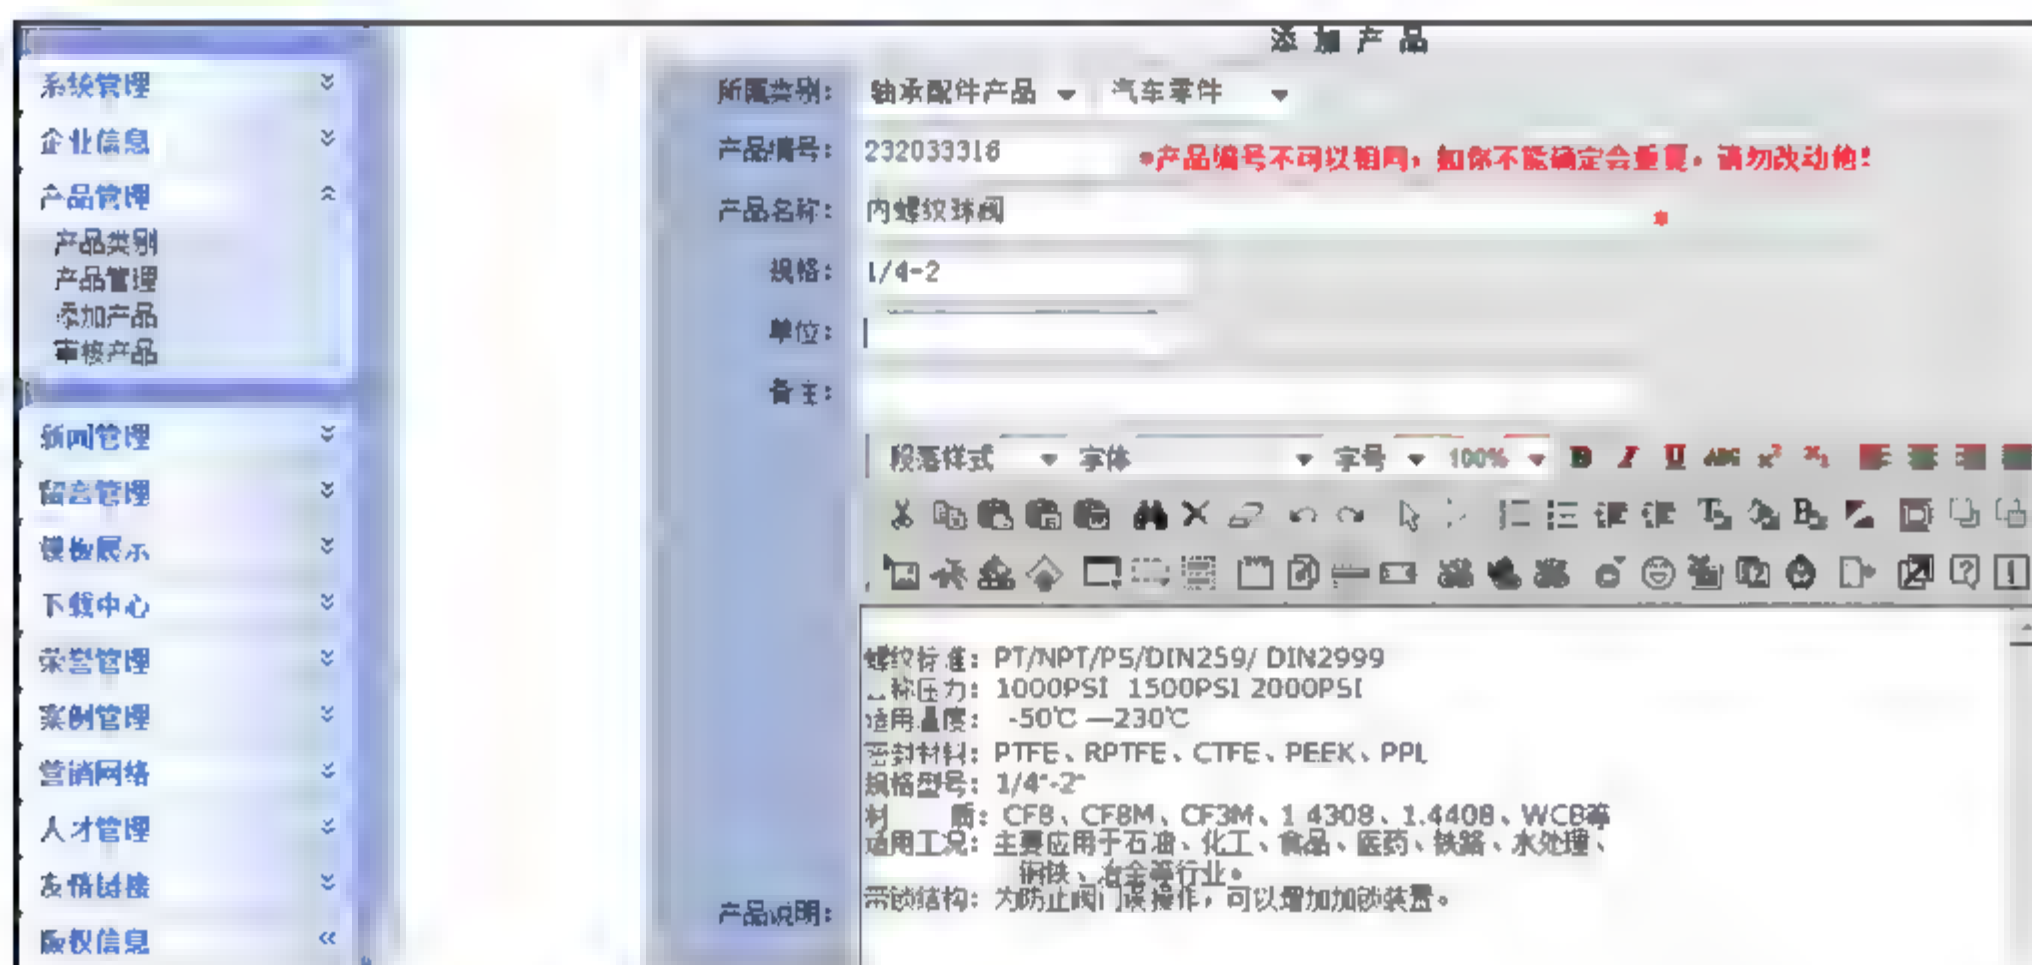 系统管理
企业信息
产品管理
产品类别
产品管理
添加产品
审核产品
新闻管理
留言管理
模板展示
下载中心
荣誉管理
案例管理
营销网络
人才管理
友情链接
版权信息
添加产品
所属类别： 轴承配件产品 汽车零件
产品编号： 232033316 *产品编号不可以相同，如你不能确定会重复，请勿改动他！
产品名称： 内螺纹球阀 *
规格： 1/4-2
单位：
备注：
段落样式 字体 字号 100% B I U ABC x² x₂
螺纹标准：PT/NPT/PS/DIN259/ DIN2999
称压力：1000PSI 1500PSI 2000PSI
适用温度： -50℃ —230℃
密封材料：PTFE、RPTFE、CTFE、PEEK、PPL
规格型号：1/4"-2"
材 质：CF8、CF8M、CF3M、1.4308、1.4408、WCB等
适用工况：主要应用于石油、化工、食品、医药、铁路、水处理、
钢铁、冶金等行业。
带锁结构：为防止阀门误操作，可以增加加锁装置。
产品说明：